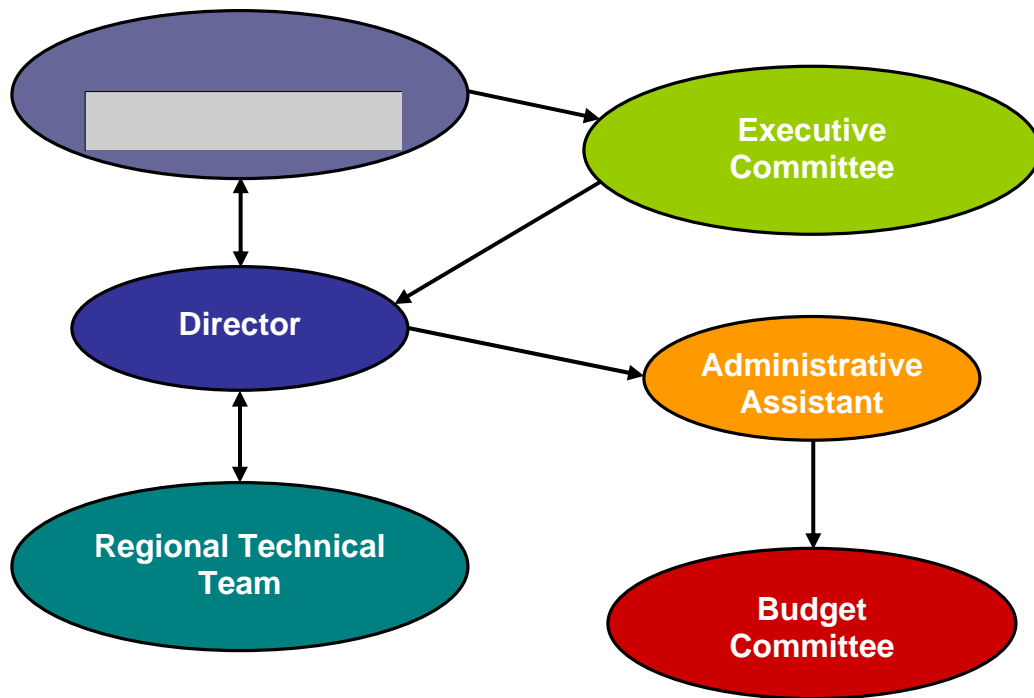 Executive
Committee
Director
Administrative
Assistant
Regional Technical
Team
Budget
Committee